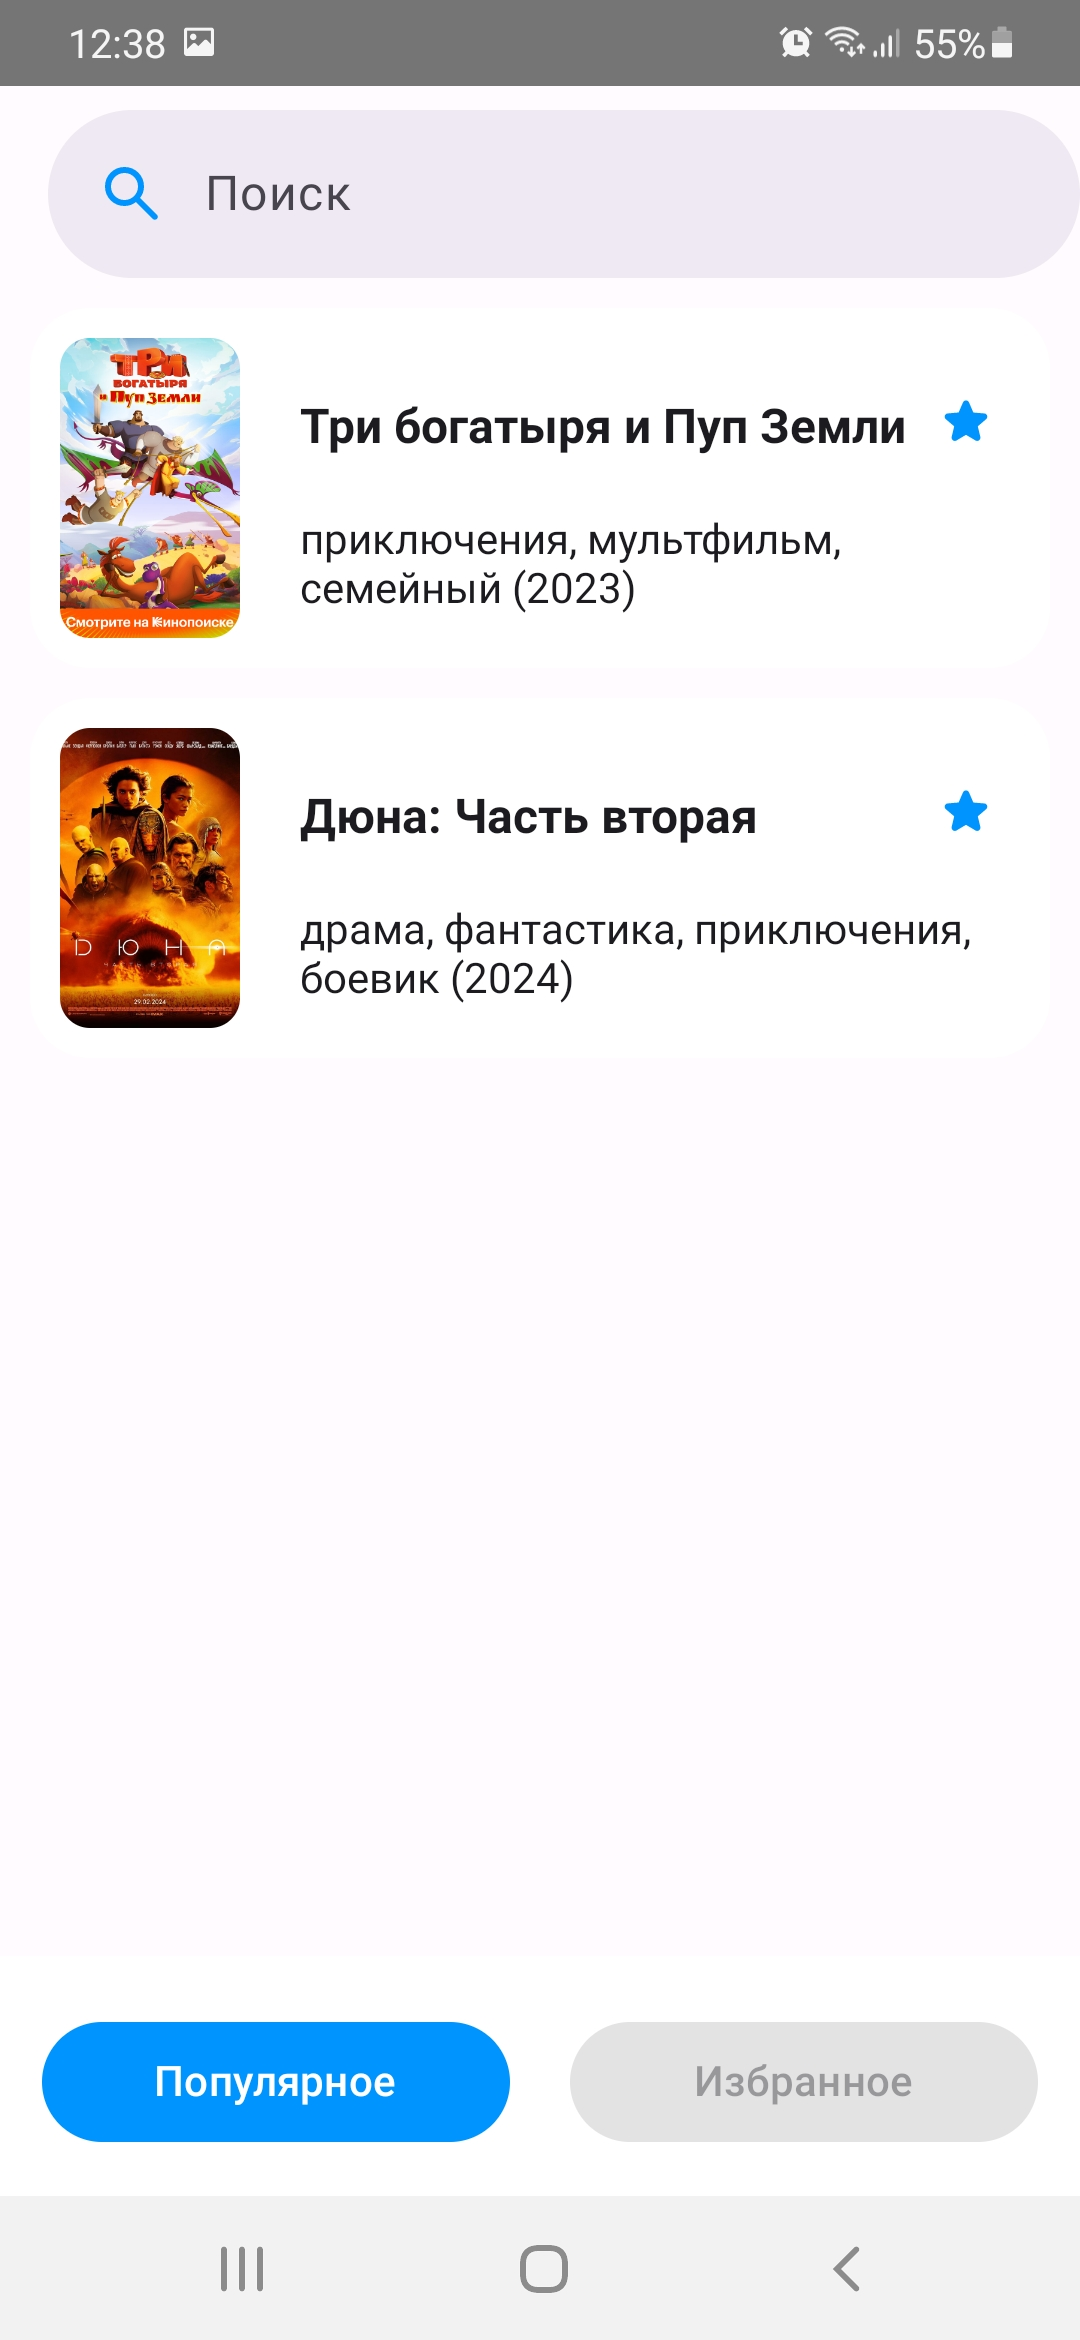 12:38
55%
Поиск
ТРИ
БОГАТЫРЯ
и Пуп Земли
Смотрите на Кинопоиске
Три богатыря и Пуп Земли
приключения, мультфильм,
семейный (2023)
ДЮНА
29.02.2024
Дюна: Часть вторая
драма, фантастика, приключения,
боевик (2024)
Популярное
Избранное